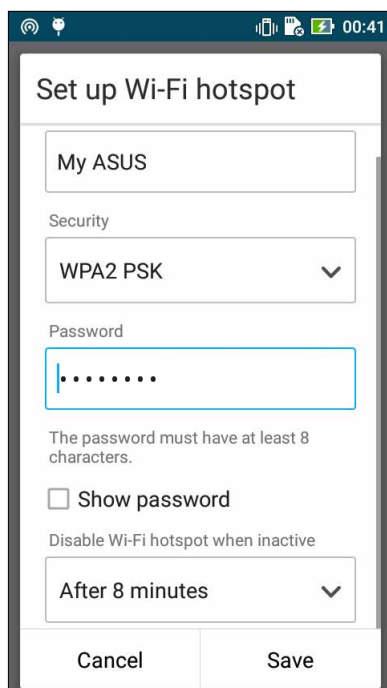 00:41
Set up Wi-Fi hotspot
My ASUS
Security
WPA2 PSK
Password
••••••••
The password must have at least 8
characters.
Show password
Disable Wi-Fi hotspot when inactive
After 8 minutes
Cancel Save